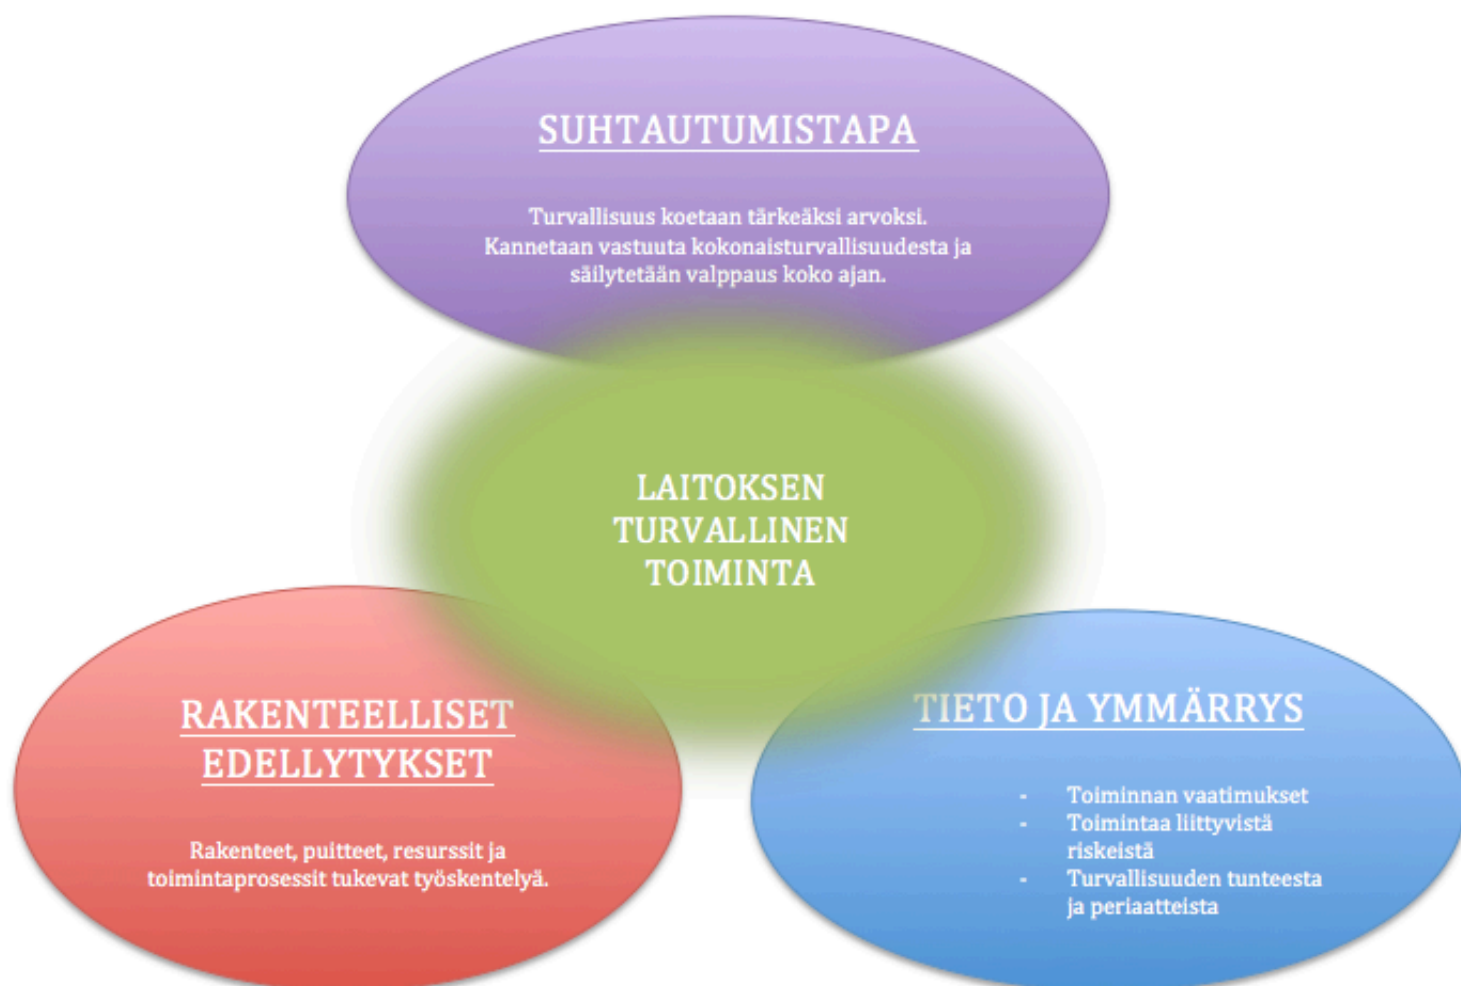 SUHTAUTUMISTAPA
Turvallisuus koetaan tärkeäksi arvoksi.
Kannetaan vastuuta kokonaisturvallisuudesta ja
säilytetään valppaus koko ajan.
LAITOKSEN
TURVALLINEN
TOIMINTA
RAKENTEELLISET
EDELLYTYKSET
Rakenteet, puitteet, resurssit ja
toimintaprosessit tukevat työskentelyä.
TIETO JA YMMÄRRYS
- Toiminnan vaatimukset
- Toimintaa liittyvistä
riskeistä
- Turvallisuuden tunteesta
ja periaatteista